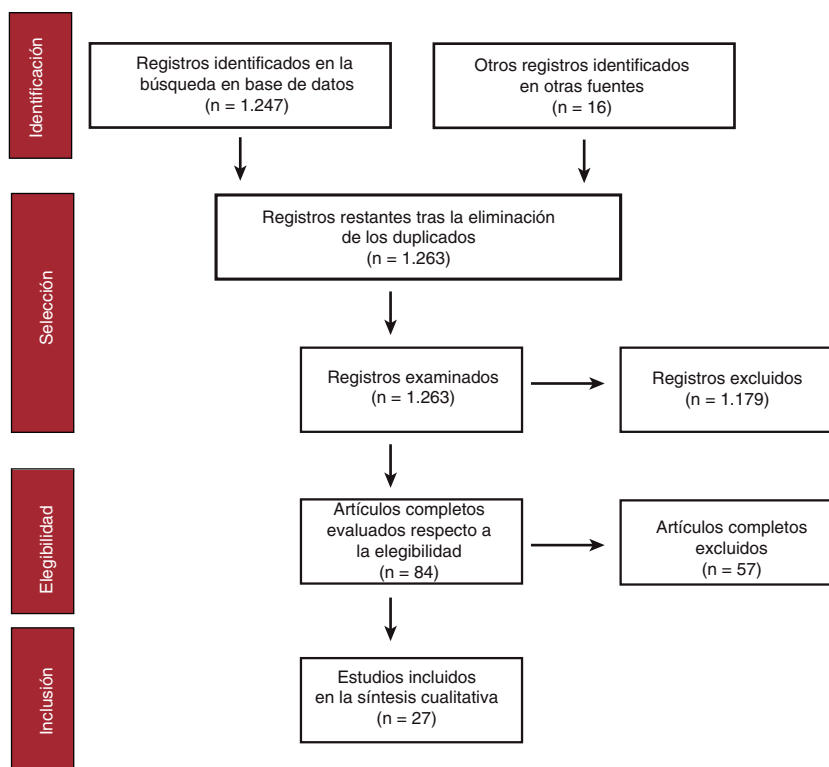 Identificación
Registros identificados en la
búsqueda en base de datos
(n = 1.247)
Otros registros identificados
en otras fuentes
(n = 16)
Selección
Registros restantes tras la eliminación
de los duplicados
(n = 1.263)
Registros examinados
(n = 1.263)
Registros excluidos
(n = 1.179)
Elegibilidad
Artículos completos
evaluados respecto a
la elegibilidad
(n = 84)
Artículos completos
excluidos
(n = 57)
Inclusión
Estudios incluidos
en la síntesis cualitativa
(n = 27)